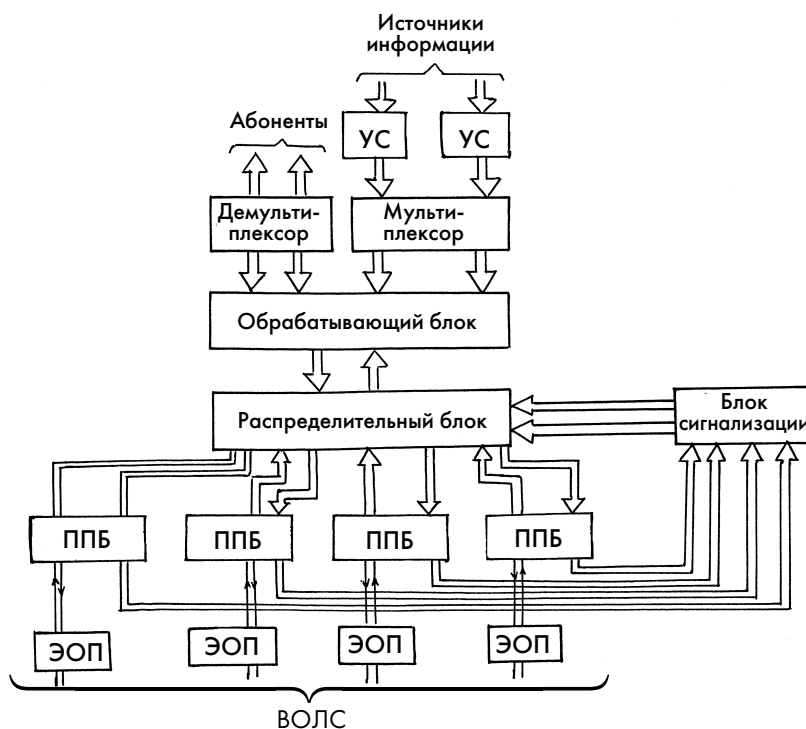 Источники
информации
Абоненты
УС УС
Демульти-
плексор
Мульти-
плексор
Обрабатывающий блок
Распределительный блок
Блок
сигнализации
ППБ ППБ ППБ ППБ
ЭОП ЭОП ЭОП ЭОП
ВОЛС